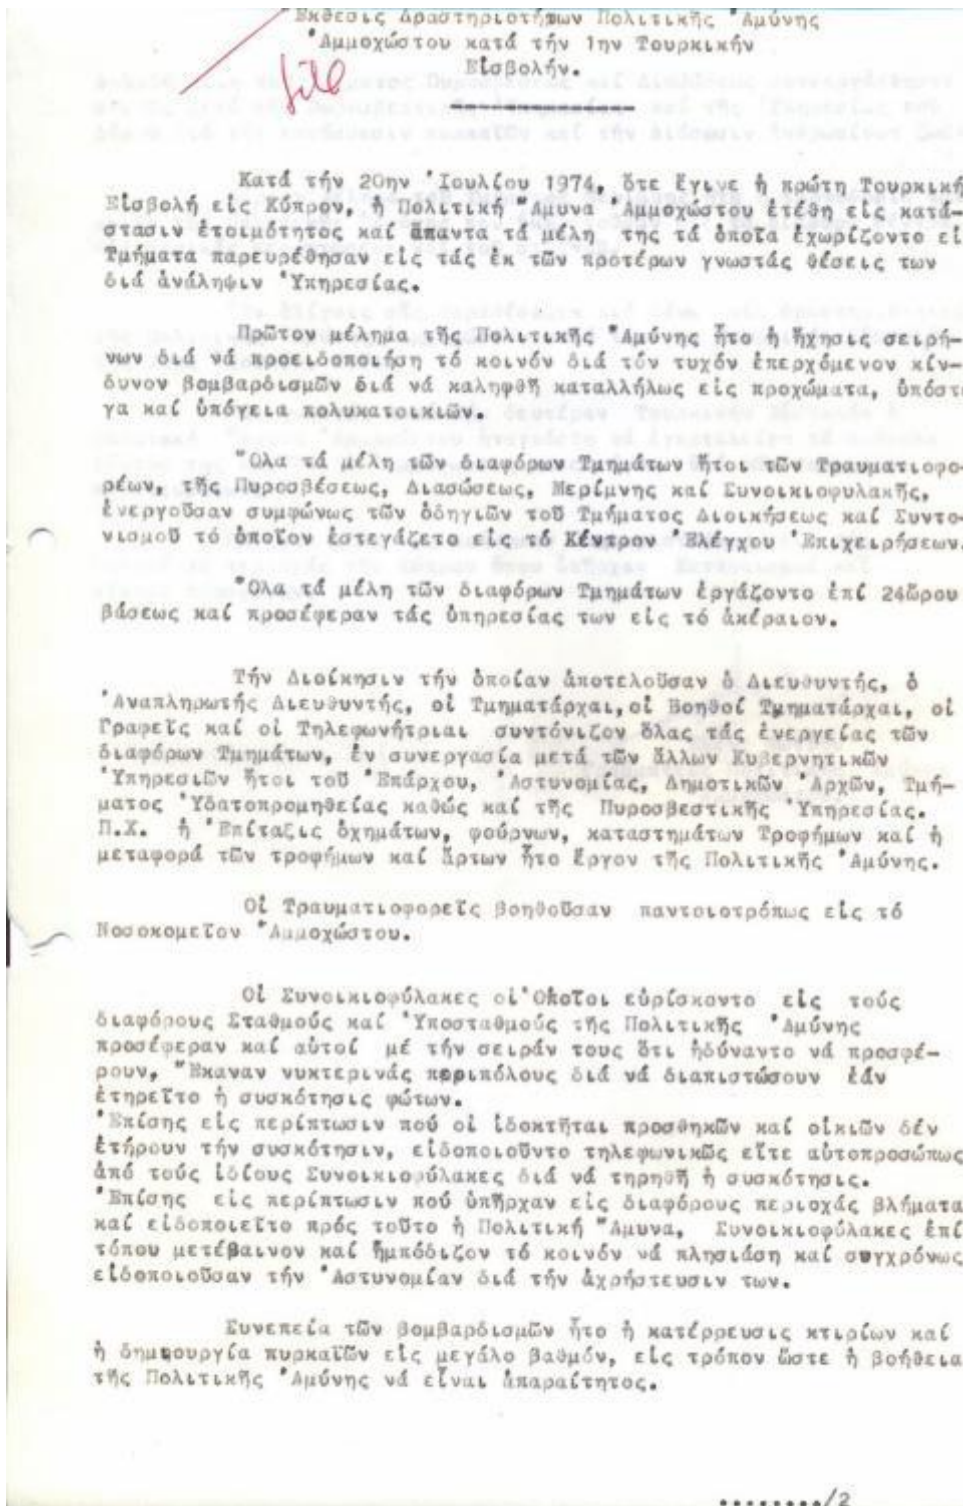 Ἔκθεσις Δραστηριοτήτων Πολιτικῆς Ἀμύνης
Ἀμμοχώστου κατά τήν 1ην Τουρκικήν
Εἰσβολήν.
file
Κατά τήν 20ην Ἰουλίου 1974, ὅτε ἔγινε ἡ πρώτη Τουρκική
Εἰσβολή εἰς Κύπρον, ἡ Πολιτική Ἄμυνα Ἀμμοχώστου ἐτέθη εἰς κατά-
στασιν ἑτοιμότητος καί ἅπαντα τά μέλη της τά ὁποῖα ἐχωρίζοντο εἰ
Τμήματα παρευρέθησαν εἰς τάς ἐκ τῶν προτέρων γνωστάς θέσεις των
διά ἀνάληψιν Ὑπηρεσίας.
Πρῶτον μέλημα τῆς Πολιτικῆς Ἀμύνης ἦτο ἡ ἤχησις σειρή-
νων διά νά προειδοποιήση τό κοινόν διά τόν τυχόν ἐπερχόμενον κίν-
δυνον βομβαρδισμῶν διά νά καληφθῆ καταλλήλως εἰς προχώματα, ὑπόστε
γα καί ὑπόγεια πολυκατοικιῶν.
Ὅλα τά μέλη τῶν διαφόρων Τμημάτων ἤτοι τῶν Τραυματιοφο-
ρέων, τῆς Πυροσβέσεως, Διασώσεως, Μερίμνης καί Συνοικιοφυλακῆς,
ἐνεργοῦσαν συμφώνως τῶν ὁδηγιῶν τοῦ Τμήματος Διοικήσεως καί Συντο-
νισμοῦ τό ὁποῖον ἐστεγάζετο εἰς τό Κέντρον Ἐλέγχου Ἐπιχειρήσεων.
Ὅλα τά μέλη τῶν διαφόρων Τμημάτων ἐργάζοντο ἐπί 24ώρου
βάσεως καί προσέφεραν τάς ὑπηρεσίας των εἰς τό ἀκέραιον.
Τήν Διοίκησιν τήν ὁποίαν ἀποτελοῦσαν ὁ Διευθυντής, ὁ
Ἀναπληρωτής Διευθυντής, οἱ Τμηματάρχαι,οἱ Βοηθοί Τμηματάρχαι, οἱ
Γραφεῖς καί οἱ Τηλεφωνήτριαι συντόνιζον ὅλας τάς ἐνεργείας τῶν
διαφόρων Τμημάτων, ἐν συνεργασία μετά τῶν ἄλλων Κυβερνητικῶν
Ὑπηρεσιῶν ἤτοι τοῦ Ἐπάρχου, Ἀστυνομίας, Δημοτικῶν Ἀρχῶν, Τμή-
ματος Ὑδατοπρομηθείας καθώς καί τῆς Πυροσβεστικῆς Ὑπηρεσίας.
Π.Χ. ἡ Ἐπίταξις ὀχημάτων, φούρνων, καταστημάτων Τροφήμων καί ἡ
μεταφορά τῶν τροφήμων καί ἄρτων ἦτο ἔργον τῆς Πολιτικῆς Ἀμύνης.
Οἱ Τραυματιοφορεῖς βοηθοῦσαν παντοιοτρόπως εἰς τό
Νοσοκομεῖον Ἀμμοχώστου.
Οἱ Συνοικιοφύλακες οἱ Ὁποῖοι εὑρίσκοντο εἰς τούς
διαφόρους Σταθμούς καί Ὑποσταθμούς τῆς Πολιτικῆς Ἀμύνης
προσέφεραν καί αὐτοί μέ τήν σειράν τους ὅτι ἠδύναντο νά προσφέ-
ρουν, Ἔκαναν νυκτερινάς περιπόλους διά νά διαπιστώσουν ἐάν
ἐτηρεῖτο ἡ συσκότησις φώτων.
Ἐπίσης εἰς περίπτωσιν πού οἱ ἰδοκτῆται προσθηκῶν καί οἰκιῶν δέν
ἐτήρουν τήν συσκότησιν, εἰδοποιοῦντο τηλεφωνικῶς εἴτε αὐτοπροσώπως
ἀπό τούς ἰδίους Συνοικιοφύλακες διά νά τηρηθῆ ἡ συσκότησις.
Ἐπίσης εἰς περίπτωσιν πού ὑπῆρχαν εἰς διαφόρους περιοχάς βλήματα
καί εἰδοποιεῖτο πρός τοῦτο ἡ Πολιτική Ἄμυνα, Συνοικιοφύλακες ἐπί
τόπου μετέβαινον καί ἠμπόδιζον τό κοινόν νά πλησιάση καί συγχρόνως
εἰδοποιοῦσαν τήν Ἀστυνομίαν διά τήν ἀχρήστευσιν των.
Συνεπεία τῶν βομβαρδισμῶν ἦτο ἡ κατέρρευσις κτιρίων καί
ἡ δημιουργία πυρκαϊῶν εἰς μεγάλο βαθμόν, εἰς τρόπον ὥστε ἡ βοήθεια
τῆς Πολιτικῆς Ἀμύνης νά εἶναι ἀπαραίτητος.
........./2